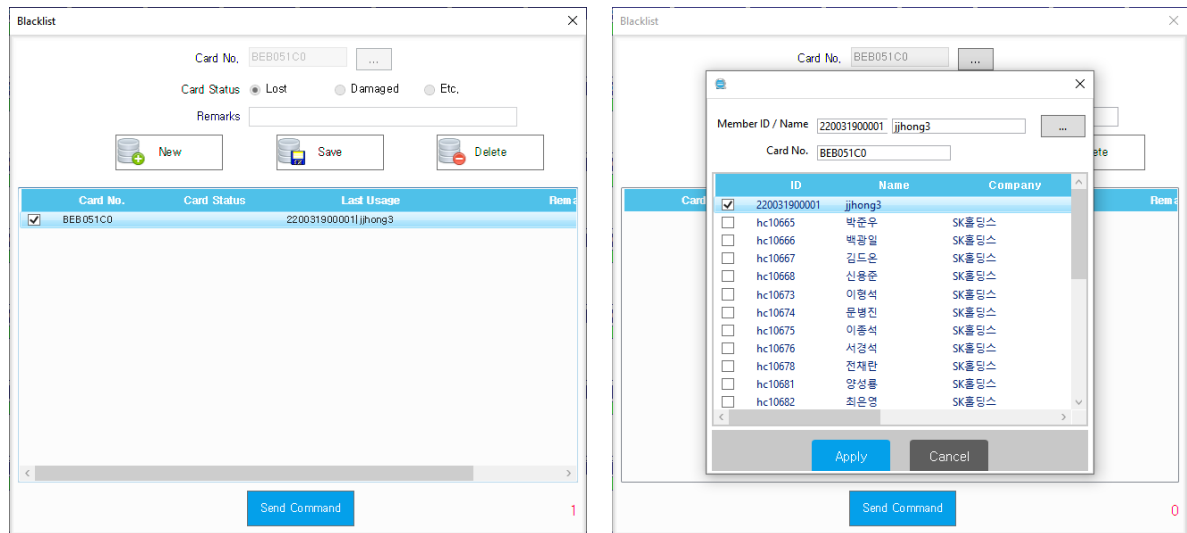 Blacklist
Card No. BEB051C0 ...
Card Status Lost Damaged Etc.
Remarks
New Save Delete
Card No. Card Status Last Usage Rema
BEB051C0 220031900001|jjhong3
Send Command 1
Blacklist
Card No. BEB051C0 ...
Member ID / Name 220031900001 jjhong3 ...
Card No. BEB051C0
ete
Card Rema
ID Name Company
220031900001 jjhong3
hc10665 박준우 SK홀딩스
hc10666 백광일 SK홀딩스
hc10667 김드온 SK홀딩스
hc10668 신용준 SK홀딩스
hc10673 이형석 SK홀딩스
hc10674 문병진 SK홀딩스
hc10675 이종석 SK홀딩스
hc10676 서경석 SK홀딩스
hc10678 전채란 SK홀딩스
hc10681 양성룡 SK홀딩스
hc10682 최은영 SK홀딩스
Apply Cancel
Send Command 0